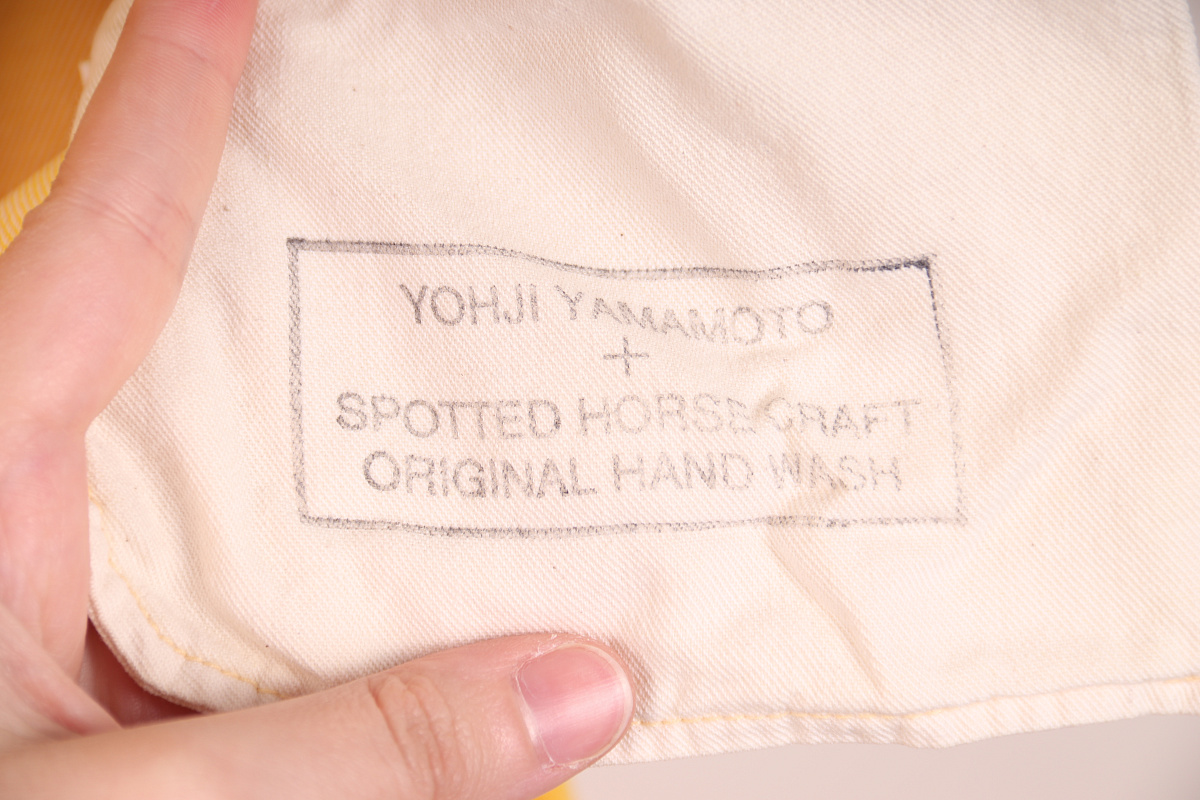 YOHJI YAMAMOTO
+
SPOTTED HORSE CRAFT
ORIGINAL HAND WASH